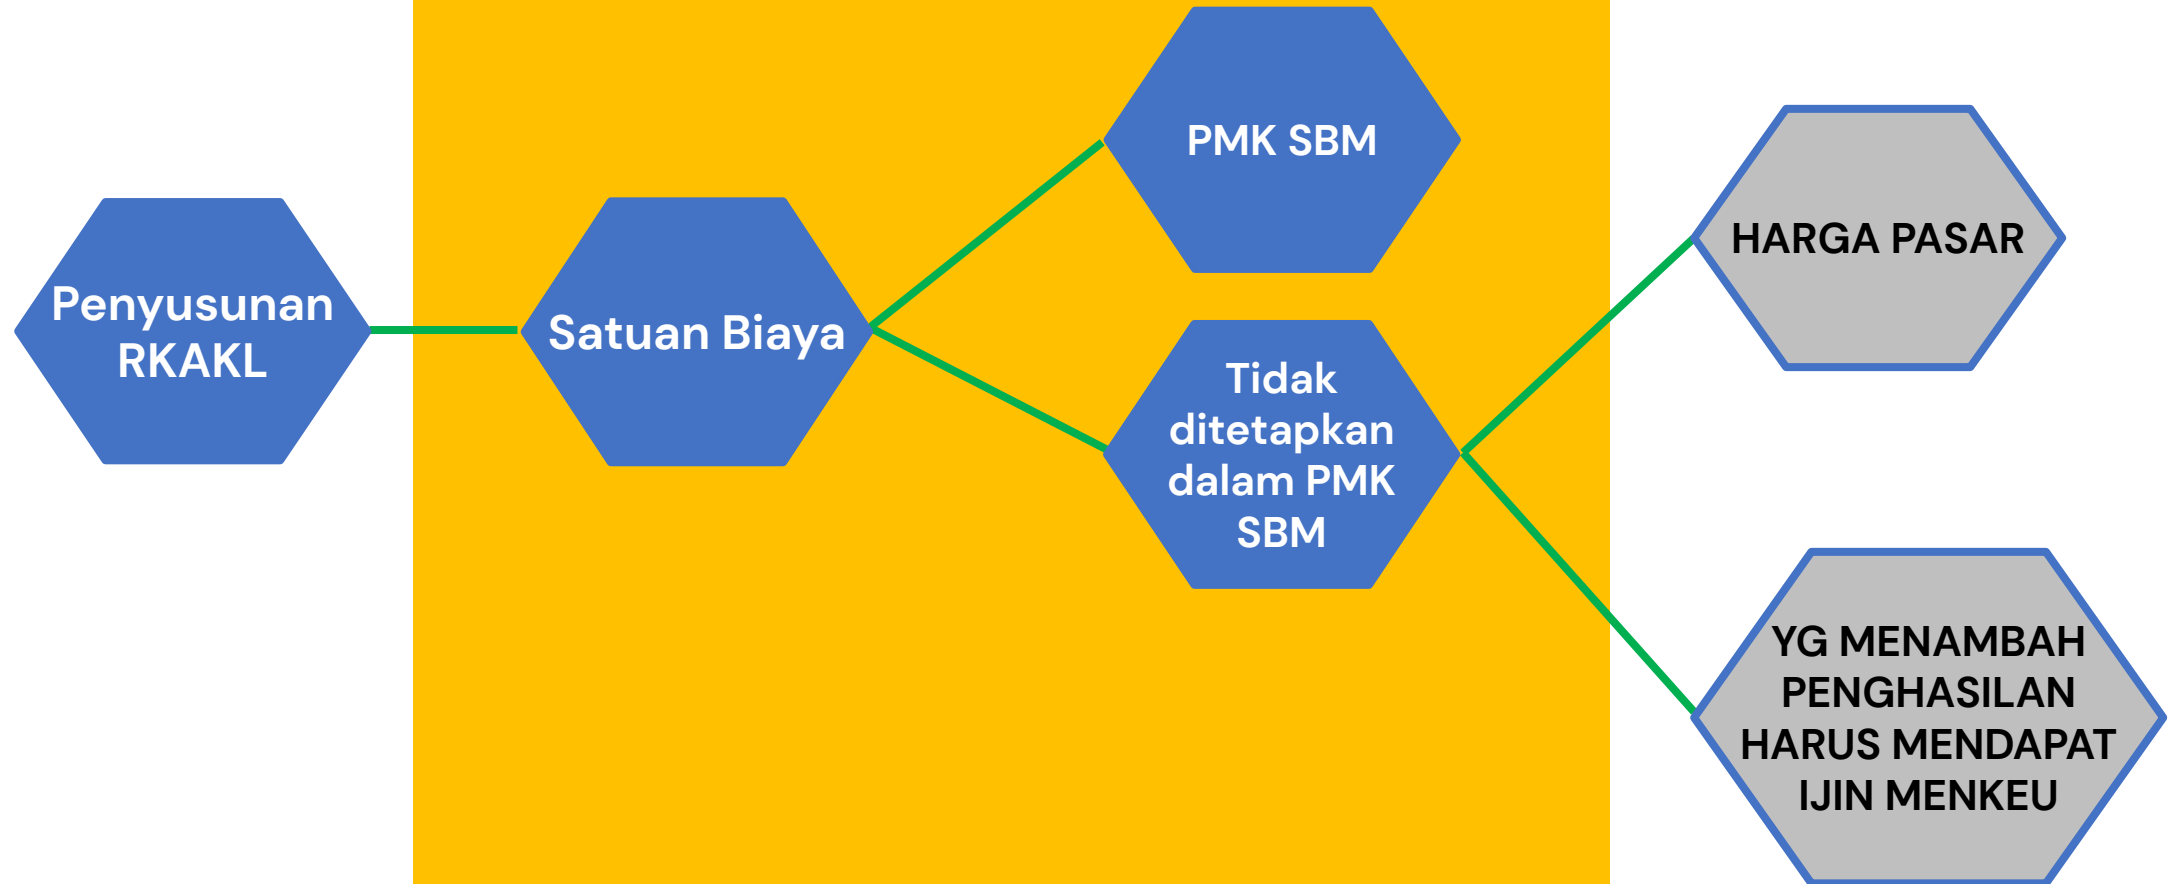 Penyusunan
RKAKL
Satuan Biaya
PMK SBM
Tidak
ditetapkan
dalam PMK
SBM
HARGA PASAR
YG MENAMBAH
PENGHASILAN
HARUS MENDAPAT
IJIN MENKEU